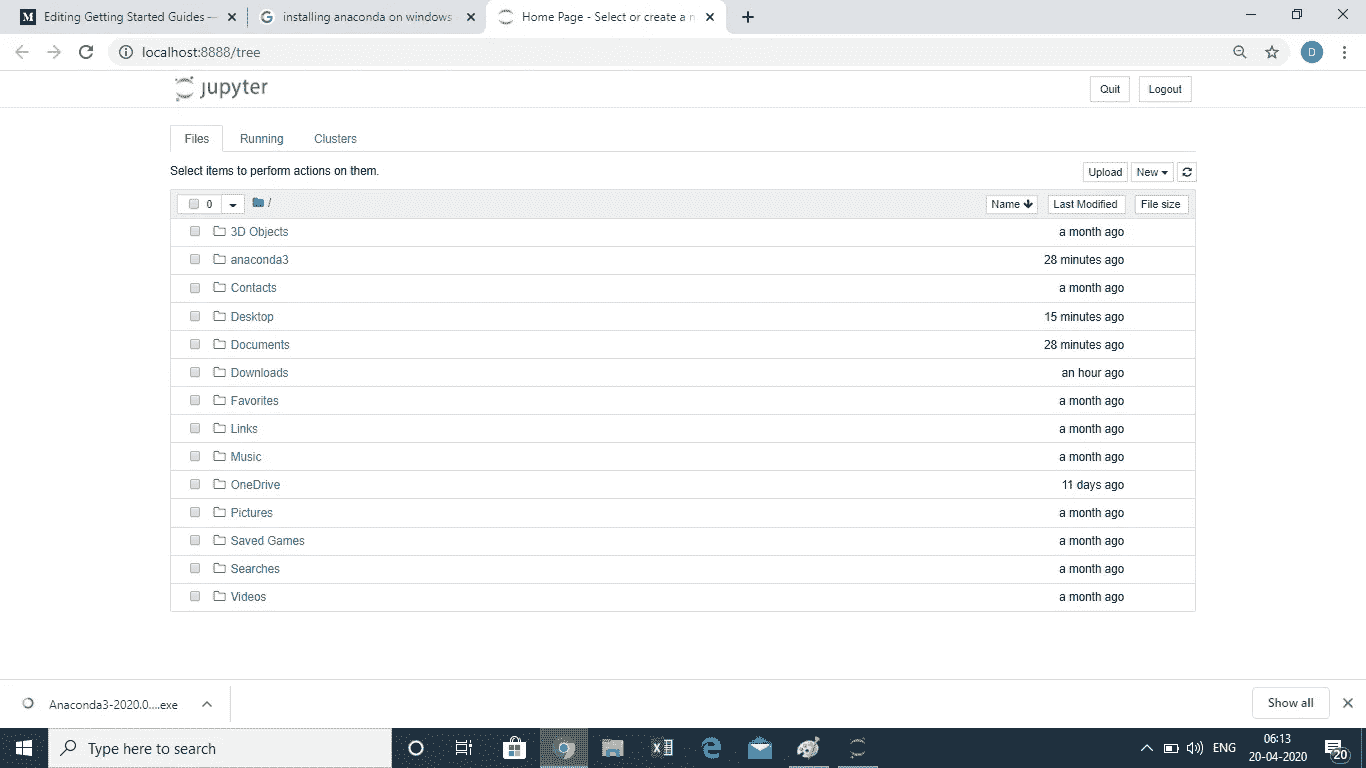 Editing Getting Started Guides — installing anaconda on windows Home Page - Select or create a n
localhost:8888/tree D
jupyter Quit Logout
Files Running Clusters
Select items to perform actions on them. Upload New
0 / Name Last Modified File size
3D Objects a month ago
anaconda3 28 minutes ago
Contacts a month ago
Desktop 15 minutes ago
Documents 28 minutes ago
Downloads an hour ago
Favorites a month ago
Links a month ago
Music a month ago
OneDrive 11 days ago
Pictures a month ago
Saved Games a month ago
Searches a month ago
Videos a month ago
Anaconda3-2020.0....exe Show all
Type here to search ENG 06:13
20-04-2020 20